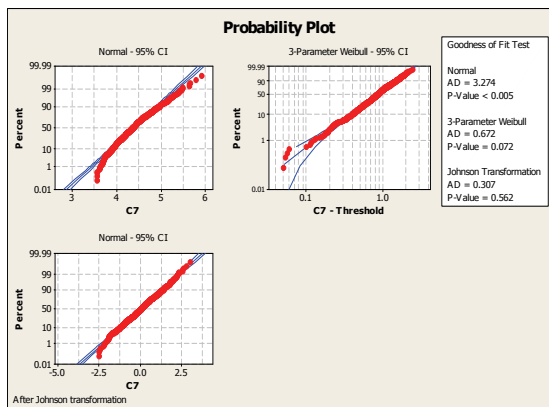 Probability Plot
Normal - 95% CI
99.99
99
90
50
10
1
0.01
Percent
3 4 5 6
C7
3-Parameter Weibull - 95% CI
99.99
90
50
10
1
0.01
Percent
0.1 1.0
C7 - Threshold
Goodness of Fit Test
Normal
AD = 3.274
P-Value < 0.005
3-Parameter Weibull
AD = 0.672
P-Value = 0.072
Johnson Transformation
AD = 0.307
P-Value = 0.562
Normal - 95% CI
99.99
99
90
50
10
1
0.01
Percent
-5.0 -2.5 0.0 2.5
C7
After Johnson transformation